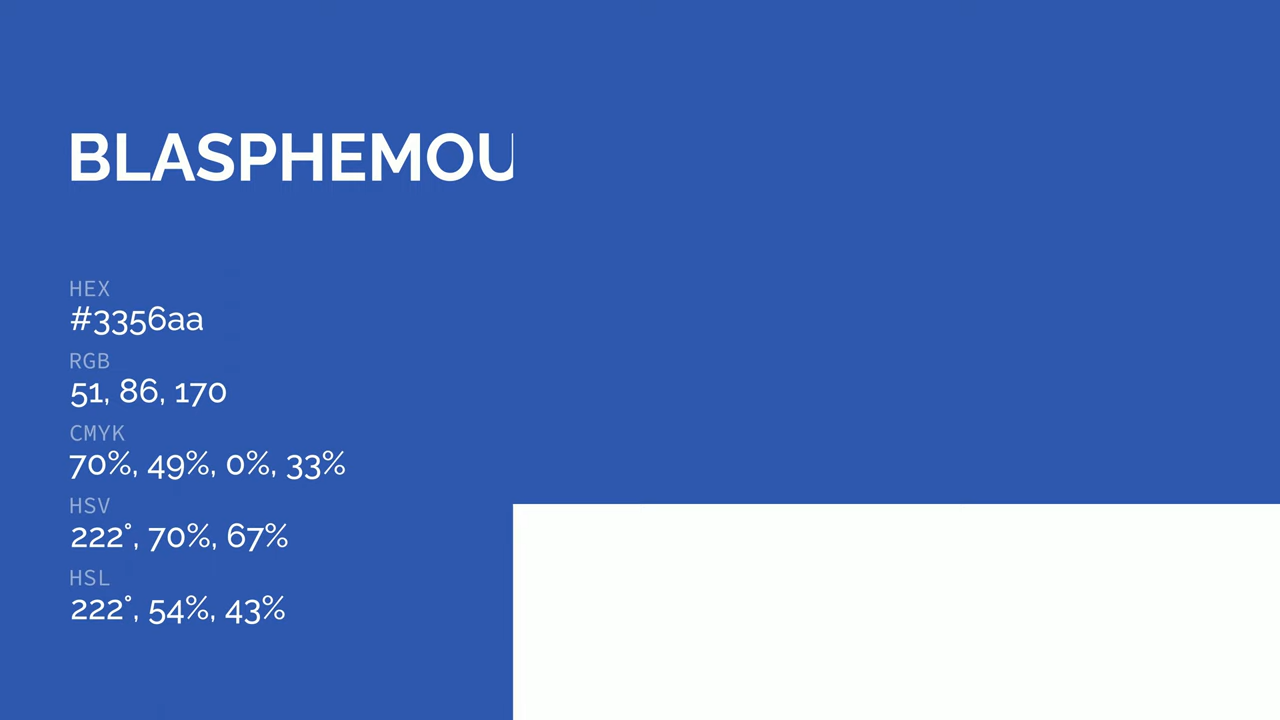 BLASPHEMOU
HEX
#3356aa
RGB
51, 86, 170
CMYK
70%, 49%, 0%, 33%
HSV
222°, 70%, 67%
HSL
222°, 54%, 43%